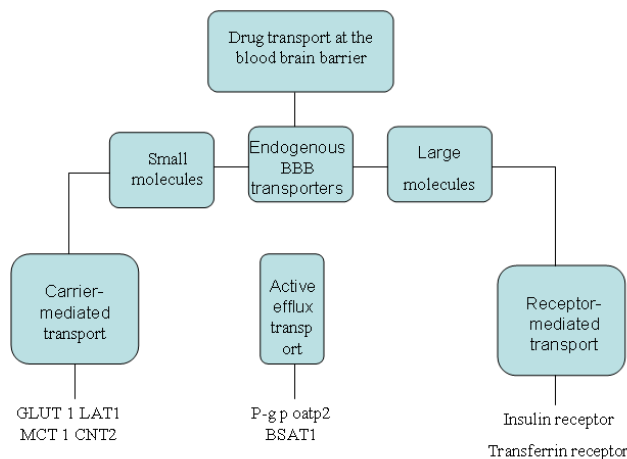 Drug transport at the
blood brain barrier
Small
molecules
Endogenous
BBB
transporters
Large
molecules
Carrier-
mediated
transport
Active
efflux
transp
ort
Receptor-
mediated
transport
GLUT 1 LAT1
MCT 1 CNT2
P-g p oatp2
BSAT1
Insulin receptor
Transferrin receptor